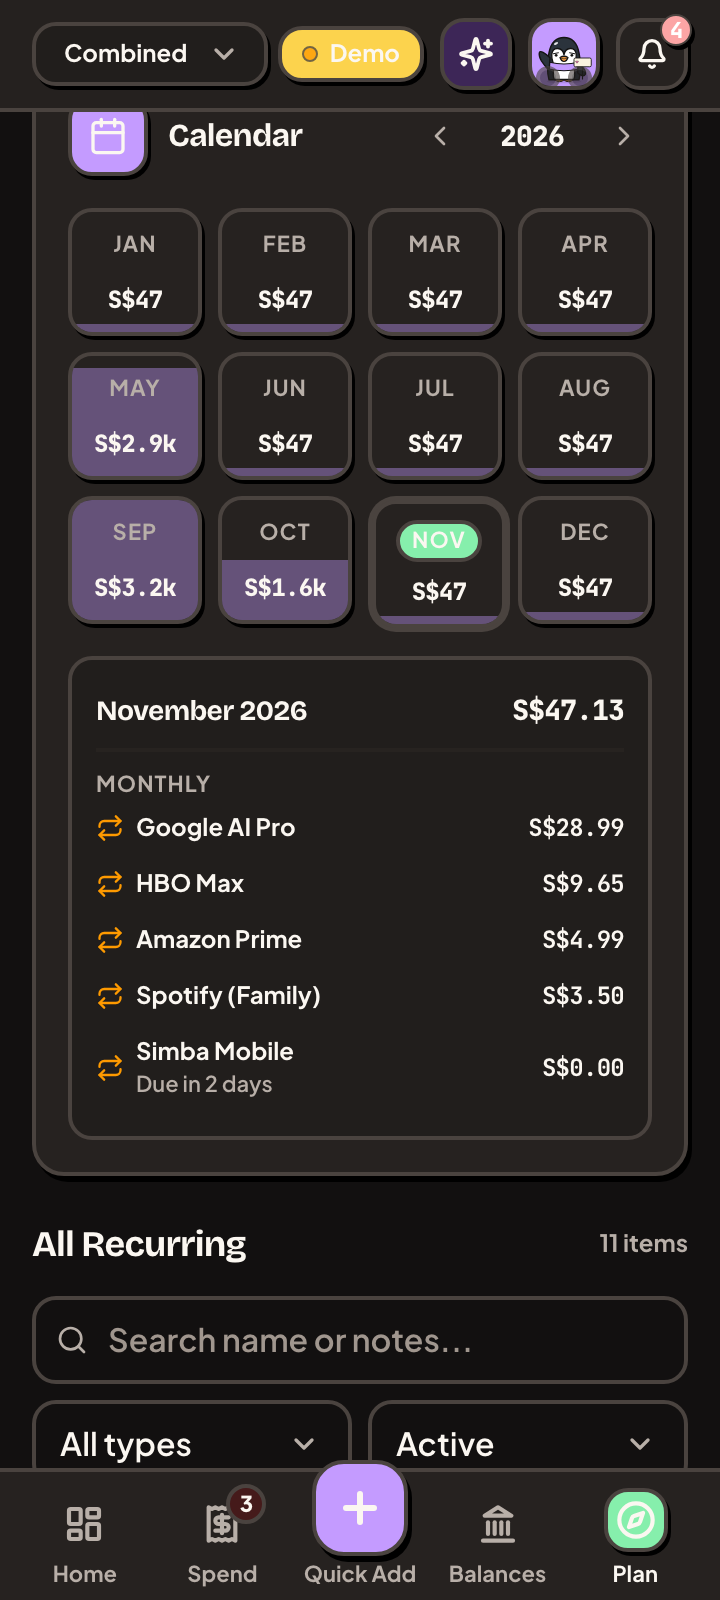 Combined
Demo
4
Calendar
2026
JAN FEB MAR APR
S$47 S$47 S$47 S$47
MAY JUN JUL AUG
S$2.9k S$47 S$47 S$47
SEP OCT NOV DEC
S$3.2k S$1.6k S$47 S$47
November 2026 S$47.13
MONTHLY
Google AI Pro S$28.99
HBO Max S$9.65
Amazon Prime S$4.99
Spotify (Family) S$3.50
Simba Mobile S$0.00
Due in 2 days
All Recurring 11 items
Search name or notes...
All types Active
3
Home Spend Quick Add Balances Plan